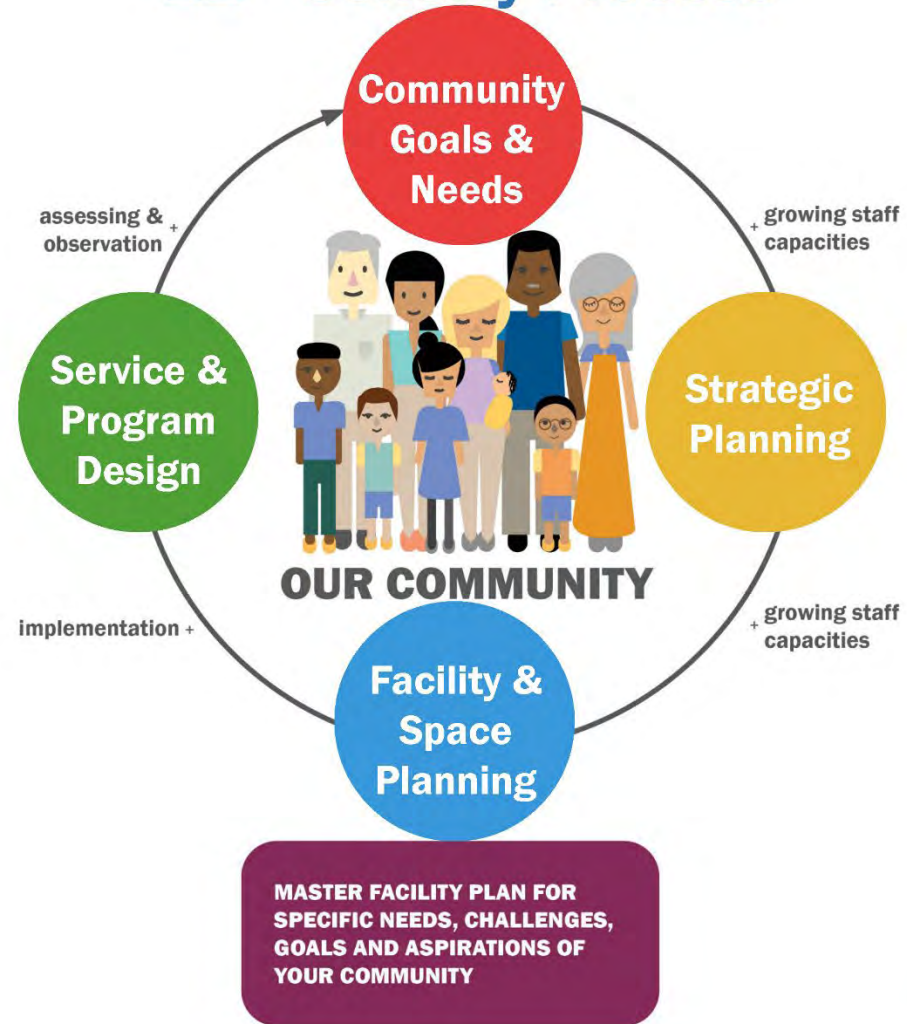 Community
Goals &
Needs
assessing &
observation +
+ growing staff
capacities
Service &
Program
Design
Strategic
Planning
OUR COMMUNITY
implementation +
+ growing staff
capacities
Facility &
Space
Planning
MASTER FACILITY PLAN FOR
SPECIFIC NEEDS, CHALLENGES,
GOALS AND ASPIRATIONS OF
YOUR COMMUNITY